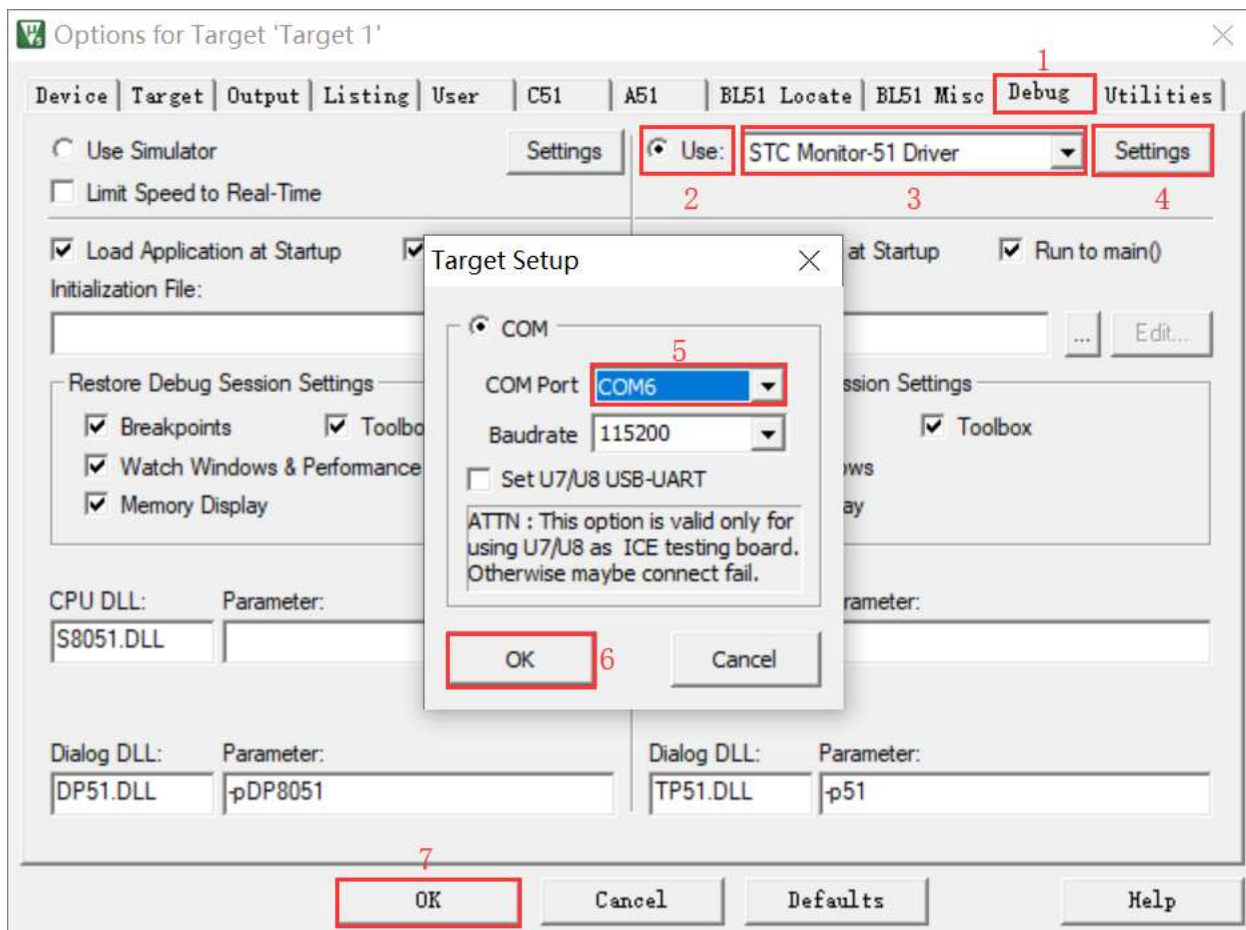 Options for Target 'Target 1'
1
Device Target Output Listing User C51 A51 BL51 Locate BL51 Misc Debug Utilities
Use Simulator Settings Use: STC Monitor-51 Driver Settings
Limit Speed to Real-Time 2 3 4
Load Application at Startup Target Setup at Startup Run to main()
Initialization File:
COM
... Edit...
5
Restore Debug Session Settings COM Port COM6 ssion Settings
Breakpoints Toolbo Baudrate 115200 Toolbox
Watch Windows & Performance Set U7/U8 USB-UART ows
Memory Display ay
ATTN : This option is valid only for
using U7/U8 as ICE testing board.
Otherwise maybe connect fail.
CPU DLL: Parameter: rameter:
S8051.DLL
OK 6 Cancel
Dialog DLL: Parameter: Dialog DLL: Parameter:
DP51.DLL -pDP8051 TP51.DLL -p51
7
OK Cancel Defaults Help